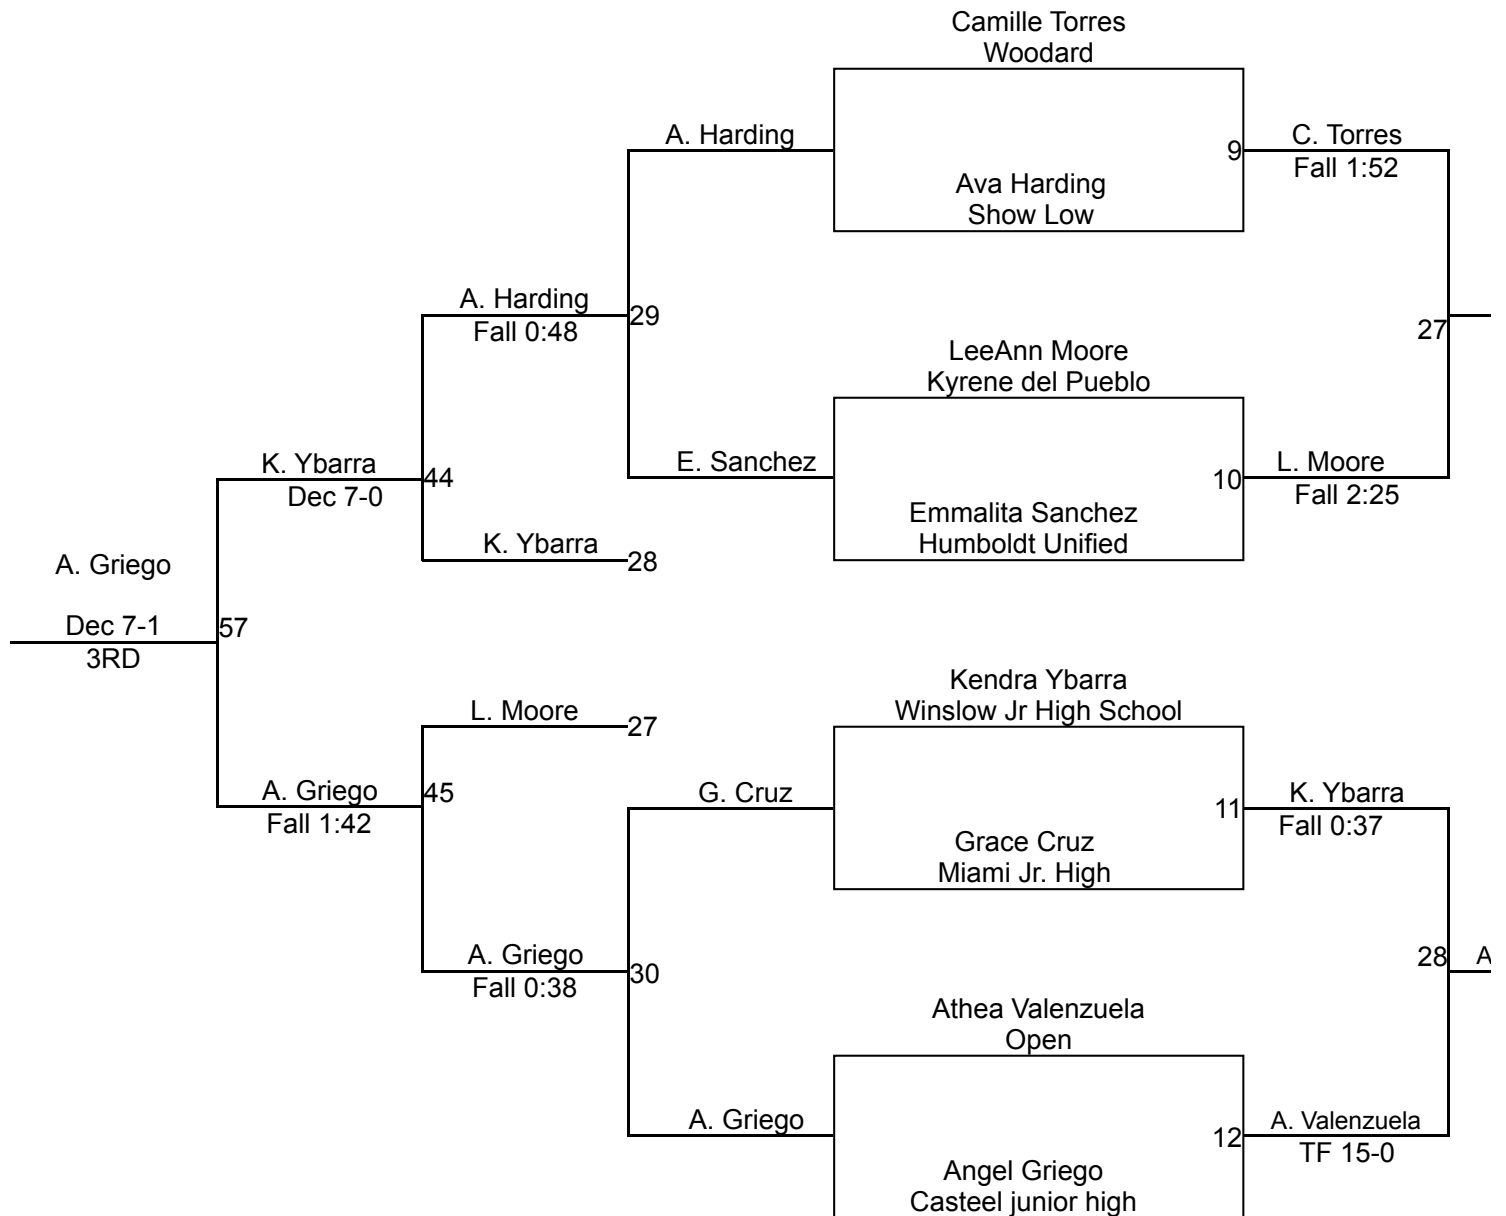 Camille Torres
Woodard
A. Harding
9
C. Torres
Fall 1:52
Ava Harding
Show Low
A. Harding
Fall 0:48
29
27
LeeAnn Moore
Kyrene del Pueblo
K. Ybarra
Dec 7-0
44
E. Sanchez
10
L. Moore
Fall 2:25
Emmalita Sanchez
Humboldt Unified
K. Ybarra
28
A. Griego
Dec 7-1
3RD
57
Kendra Ybarra
Winslow Jr High School
L. Moore
27
A. Griego
Fall 1:42
45
G. Cruz
11
K. Ybarra
Fall 0:37
Grace Cruz
Miami Jr. High
A. Griego
Fall 0:38
30
28
A
Athea Valenzuela
Open
A. Griego
12
A. Valenzuela
TF 15-0
Angel Griego
Casteel junior high